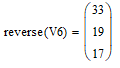 reverse(V6) = (33
19
17)